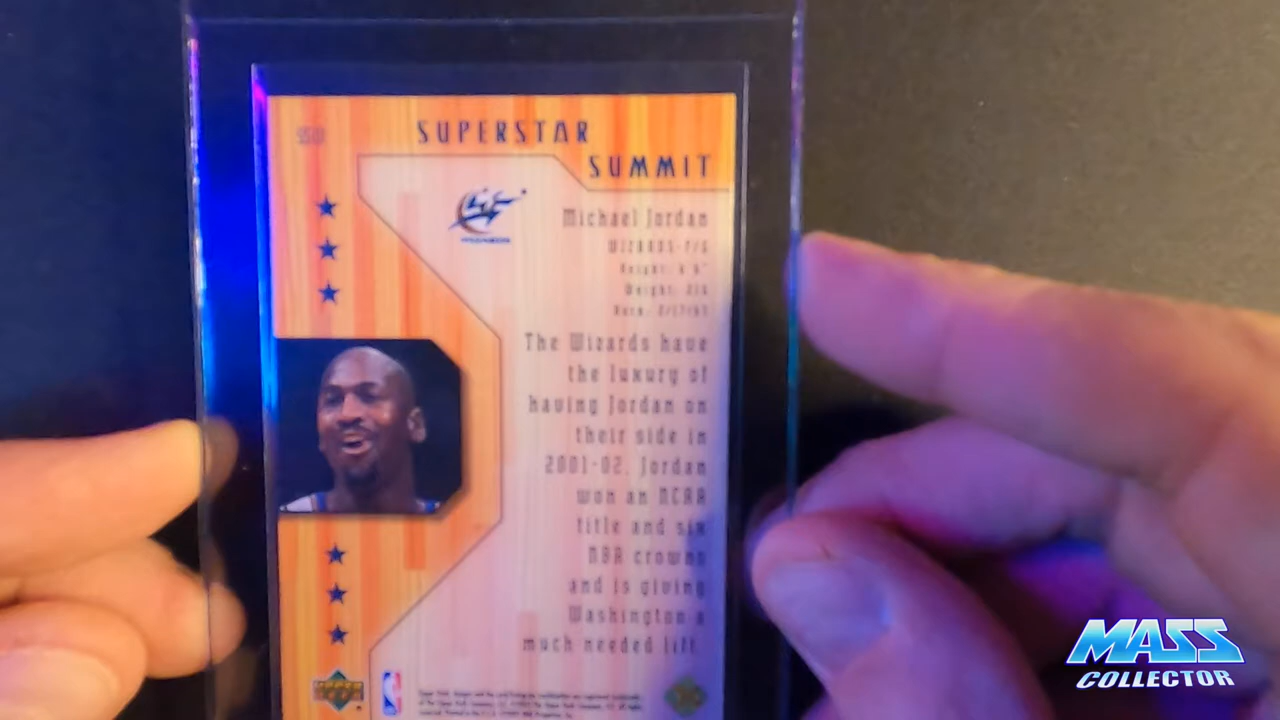 SUPERSTAR
SUMMIT
Michael Jordan
WIZARDS-F/G
Height: 6'6"
Weight: 216
Born: 2/17/63
The Wizards have
the luxury of
having Jordan on
their side in
2001-02. Jordan
won an NCAA
title and six
NBA crowns
and is giving
Washington a
much needed lift.
UPPER
DECK
MASS
COLLECTOR